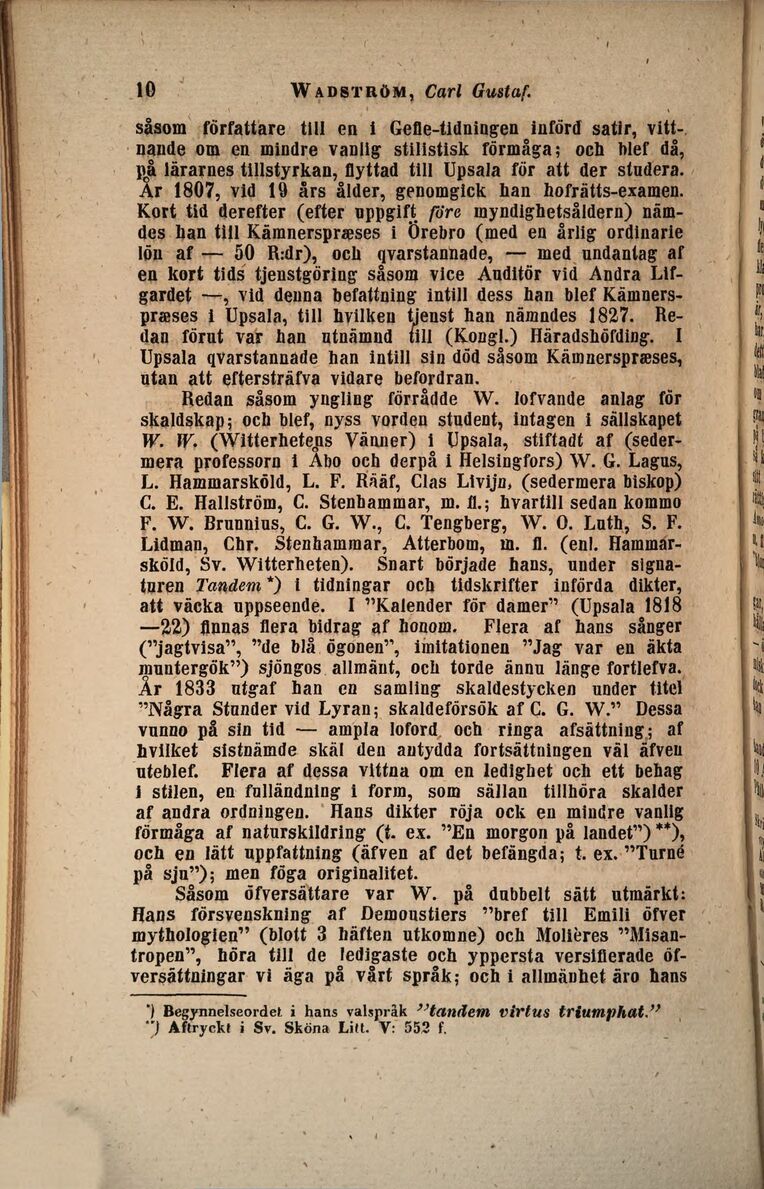 10 WADSTRÖM, Carl Gustaf.
såsom författare till en i Gefle-tidningen införd satir, vitt-
nande om en mindre vanlig stilistisk förmåga; och blef då,
på lärarnes tillstyrkan, flyttad till Upsala för att der studera.
År 1807, vid 19 års ålder, genomgick han hofrätts-examen.
Kort tid derefter (efter uppgift före myndighetsåldern) näm-
des han till Kämnerspræses i Örebro (med en årlig ordinarie
lön af — 50 R:dr), och qvarstannade, — med undantag af
en kort tids tjenstgöring såsom vice Auditör vid Andra Lif-
gardet —, vid denna befattning intill dess han blef Kämners-
præses i Upsala, till hvilken tjenst han nämndes 1827. Re-
dan förut var han utnämnd till (Kongl.) Häradshöfding. I
Upsala qvarstannade han intill sin död såsom Kämnerspræses,
utan att eftersträfva vidare befordran.
Redan såsom yngling förrådde W. lofvande anlag för
skaldskap; och blef, nyss vorden student, intagen i sällskapet
W. W. (Witterhetens Vänner) i Upsala, stiftadt af (seder-
mera professorn i Åbo och derpå i Helsingfors) W. G. Lagus,
L. Hammarsköld, L. F. Rääf, Clas Livijn, (sedermera biskop)
C. E. Hallström, C. Stenhammar, m. fl.; hvartill sedan kommo
F. W. Brunnius, C. G. W., C. Tengberg, W. O. Luth, S. F.
Lidman, Chr. Stenhammar, Atterbom, m. fl. (enl. Hammar-
sköld, Sv. Witterheten). Snart började hans, under signa-
turen Tandem *) i tidningar och tidskrifter införda dikter,
att väcka uppseende. I ”Kalender för damer” (Upsala 1818
—22) finnas flera bidrag af honom. Flera af hans sånger
(”jagtvisa”, ”de blå ögonen”, imitationen ”Jag var en äkta
muntergök”) sjöngos allmänt, och torde ännu länge fortlefva.
År 1833 utgaf han en samling skaldestycken under titel
”Några Stunder vid Lyran; skaldeförsök af C. G. W.” Dessa
vunno på sin tid — ampla loford och ringa afsättning; af
hvilket sistnämde skäl den antydda fortsättningen väl äfven
uteblef. Flera af dessa vittna om en ledighet och ett behag
i stilen, en fulländning i form, som sällan tillhöra skalder
af andra ordningen. Hans dikter röja ock en mindre vanlig
förmåga af naturskildring (t. ex. ”En morgon på landet”) **),
och en lätt uppfattning (äfven af det befängda; t. ex. ”Turné
på sju”); men föga originalitet.
Såsom öfversättare var W. på dubbelt sätt utmärkt:
Hans försvenskning af Demoustiers ”bref till Emili öfver
mythologien” (blott 3 häften utkomne) och Molières ”Misan-
tropen”, höra till de ledigaste och yppersta versifierade öf-
versättningar vi äga på vårt språk; och i allmänhet äro hans
*) Begynnelseordet i hans valspråk ”tandem virtus triumphat.”
**) Aftryckt i Sv. Sköna Litt. V: 552 f.